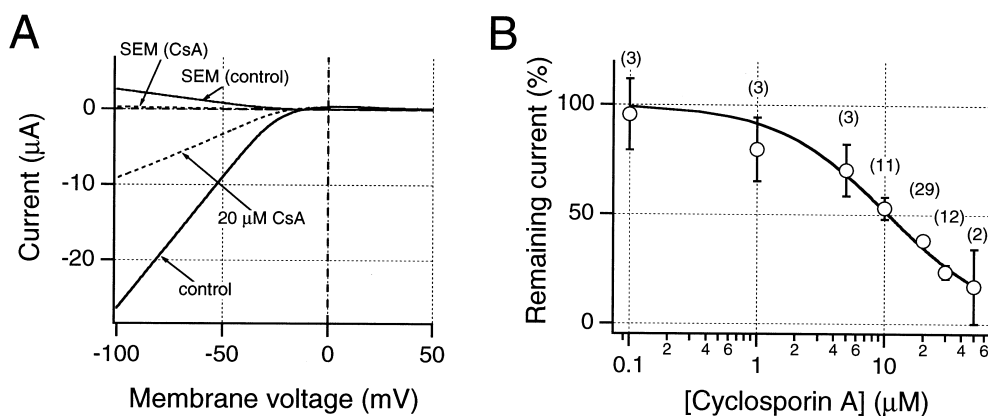 A
SEM (CsA)
SEM (control)
0
-10
-20
20 μM CsA
control
Current (μA)
-100
-50
0
50
Membrane voltage (mV)
B
(3)
(3)
(3)
(11)
(29)
(12)
(2)
100
50
0
Remaining current (%)
0.1
2
4
6
1
2
4
6
10
2
4
6
[Cyclosporin A] (μM)